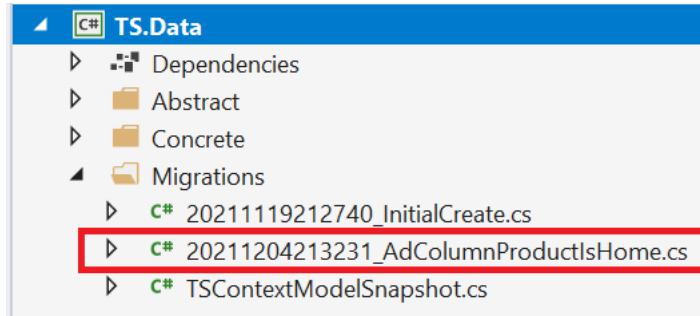 C# TS.Data
Dependencies
Abstract
Concrete
Migrations
C# 20211119212740_InitialCreate.cs
C# 20211204213231_AdColumnProductIsHome.cs
C# TSContextModelSnapshot.cs